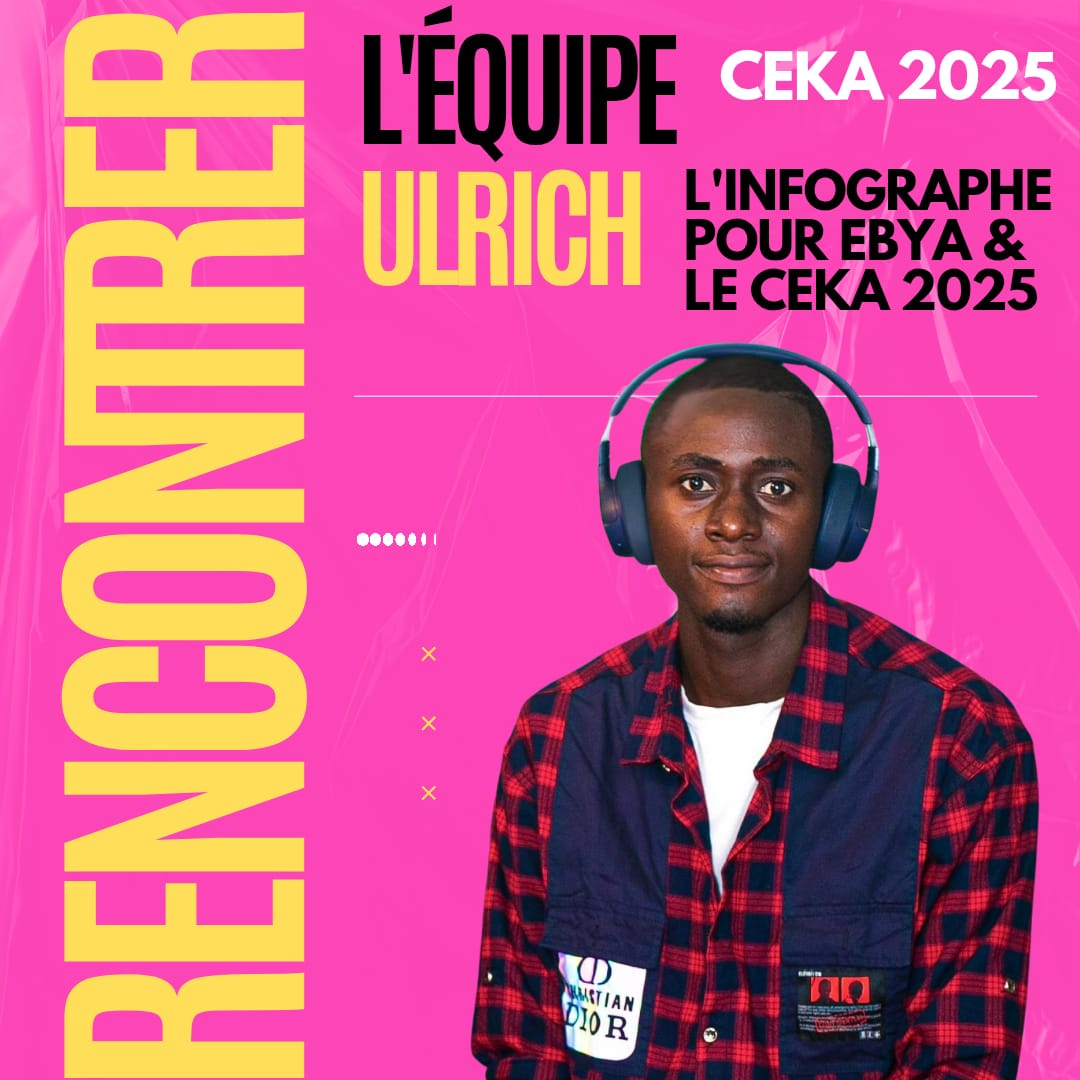 RENCONTRER
L'ÉQUIPE
ULRICH
CEKA 2025
L'INFOGRAPHE
POUR EBYA &
LE CEKA 2025
CHRISTIAN
DIOR